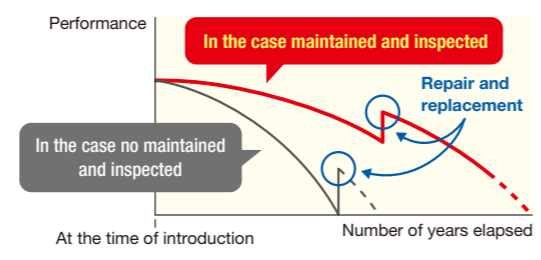 Performance
In the case maintained and inspected
Repair and
replacement
In the case no maintained
and inspected
At the time of introduction
Number of years elapsed